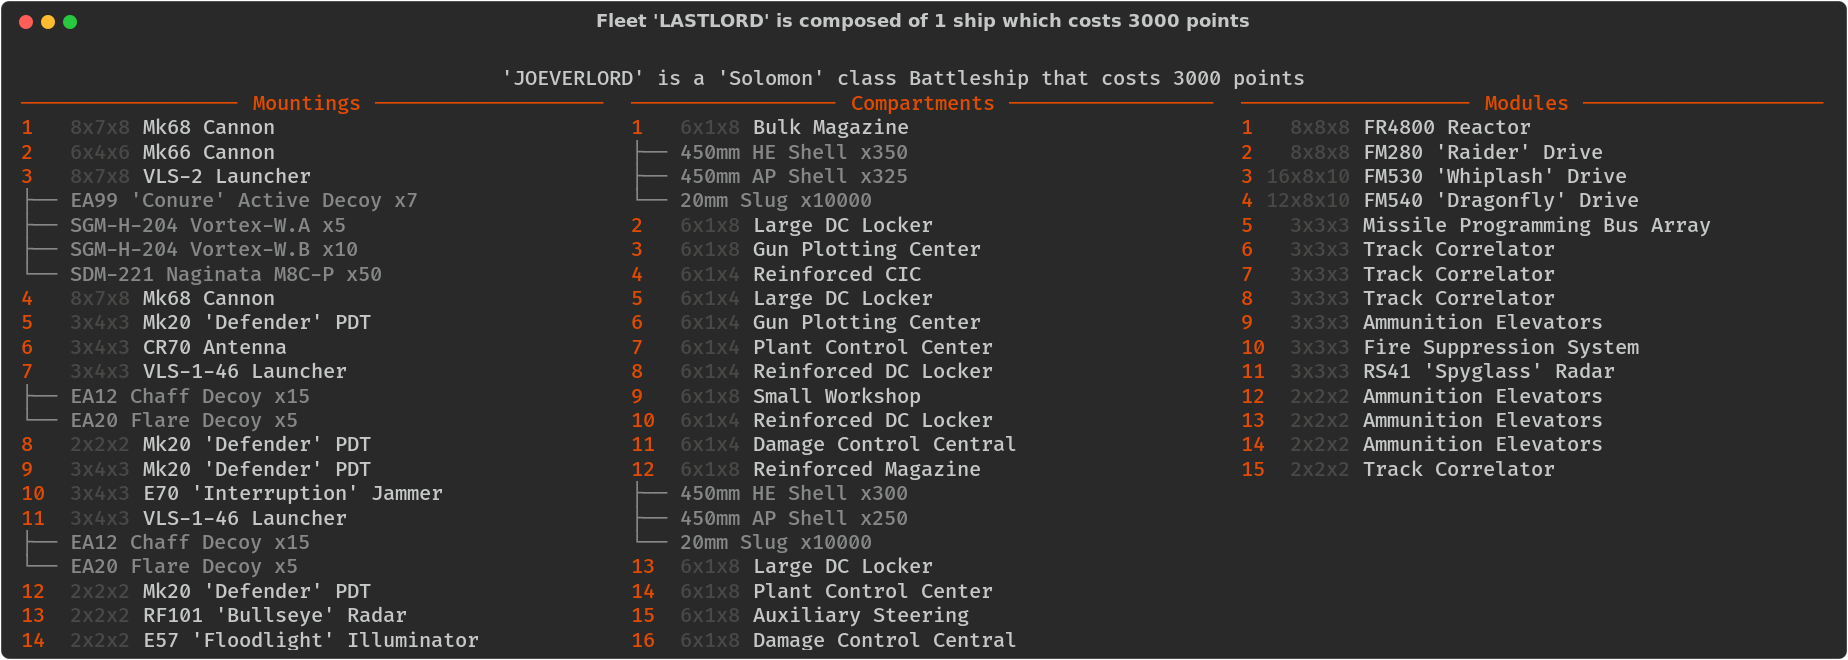 Fleet 'LASTLORD' is composed of 1 ship which costs 3000 points
'JOEVERLORD' is a 'Solomon' class Battleship that costs 3000 points
Mountings
1 8x7x8 Mk68 Cannon
2 6x4x6 Mk66 Cannon
3 8x7x8 VLS-2 Launcher
EA99 'Conure' Active Decoy x7
SGM-H-204 Vortex-W.A x5
SGM-H-204 Vortex-W.B x10
SDM-221 Naginata M8C-P x50
4 8x7x8 Mk68 Cannon
5 3x4x3 Mk20 'Defender' PDT
6 3x4x3 CR70 Antenna
7 3x4x3 VLS-1-46 Launcher
EA12 Chaff Decoy x15
EA20 Flare Decoy x5
8 2x2x2 Mk20 'Defender' PDT
9 3x4x3 Mk20 'Defender' PDT
10 3x4x3 E70 'Interruption' Jammer
11 3x4x3 VLS-1-46 Launcher
EA12 Chaff Decoy x15
EA20 Flare Decoy x5
12 2x2x2 Mk20 'Defender' PDT
13 2x2x2 RF101 'Bullseye' Radar
14 2x2x2 E57 'Floodlight' Illuminator
Compartments
1 6x1x8 Bulk Magazine
450mm HE Shell x350
450mm AP Shell x325
20mm Slug x10000
2 6x1x8 Large DC Locker
3 6x1x8 Gun Plotting Center
4 6x1x4 Reinforced CIC
5 6x1x4 Large DC Locker
6 6x1x4 Gun Plotting Center
7 6x1x4 Plant Control Center
8 6x1x4 Reinforced DC Locker
9 6x1x8 Small Workshop
10 6x1x4 Reinforced DC Locker
11 6x1x4 Damage Control Central
12 6x1x8 Reinforced Magazine
450mm HE Shell x300
450mm AP Shell x250
20mm Slug x10000
13 6x1x8 Large DC Locker
14 6x1x8 Plant Control Center
15 6x1x8 Auxiliary Steering
16 6x1x8 Damage Control Central
Modules
1 8x8x8 FR4800 Reactor
2 8x8x8 FM280 'Raider' Drive
3 16x8x10 FM530 'Whiplash' Drive
4 12x8x10 FM540 'Dragonfly' Drive
5 3x3x3 Missile Programming Bus Array
6 3x3x3 Track Correlator
7 3x3x3 Track Correlator
8 3x3x3 Track Correlator
9 3x3x3 Ammunition Elevators
10 3x3x3 Fire Suppression System
11 3x3x3 RS41 'Spyglass' Radar
12 2x2x2 Ammunition Elevators
13 2x2x2 Ammunition Elevators
14 2x2x2 Ammunition Elevators
15 2x2x2 Track Correlator